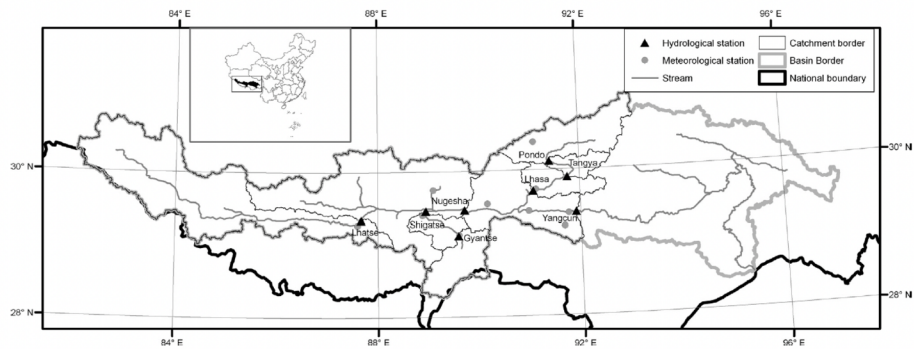 84° E 88° E 92° E 96° E
Hydrological station
Meteorological station
Stream
Catchment border
Basin Border
National boundary
30° N
30° N
Pondo
Tangya
Lhasa
Nugesha
Yangcun
Shigatse
Lhatse
Gyantse
28° N
28° N
84° E 88° E 92° E 96° E